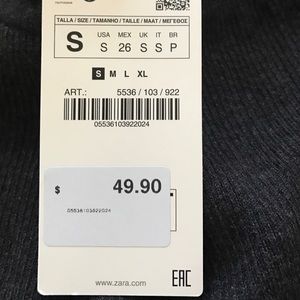 TALLA / SIZE / TAMANHO / TAILLE / MAAT / ΜΕΓΕΘΟΣ
S
USA MEX UK IT BR
S 26 S S P
S M L XL
ART.: 5536 / 103 / 922
05536103922024
$ 49.90
05536103922024
www.zara.com
EAC